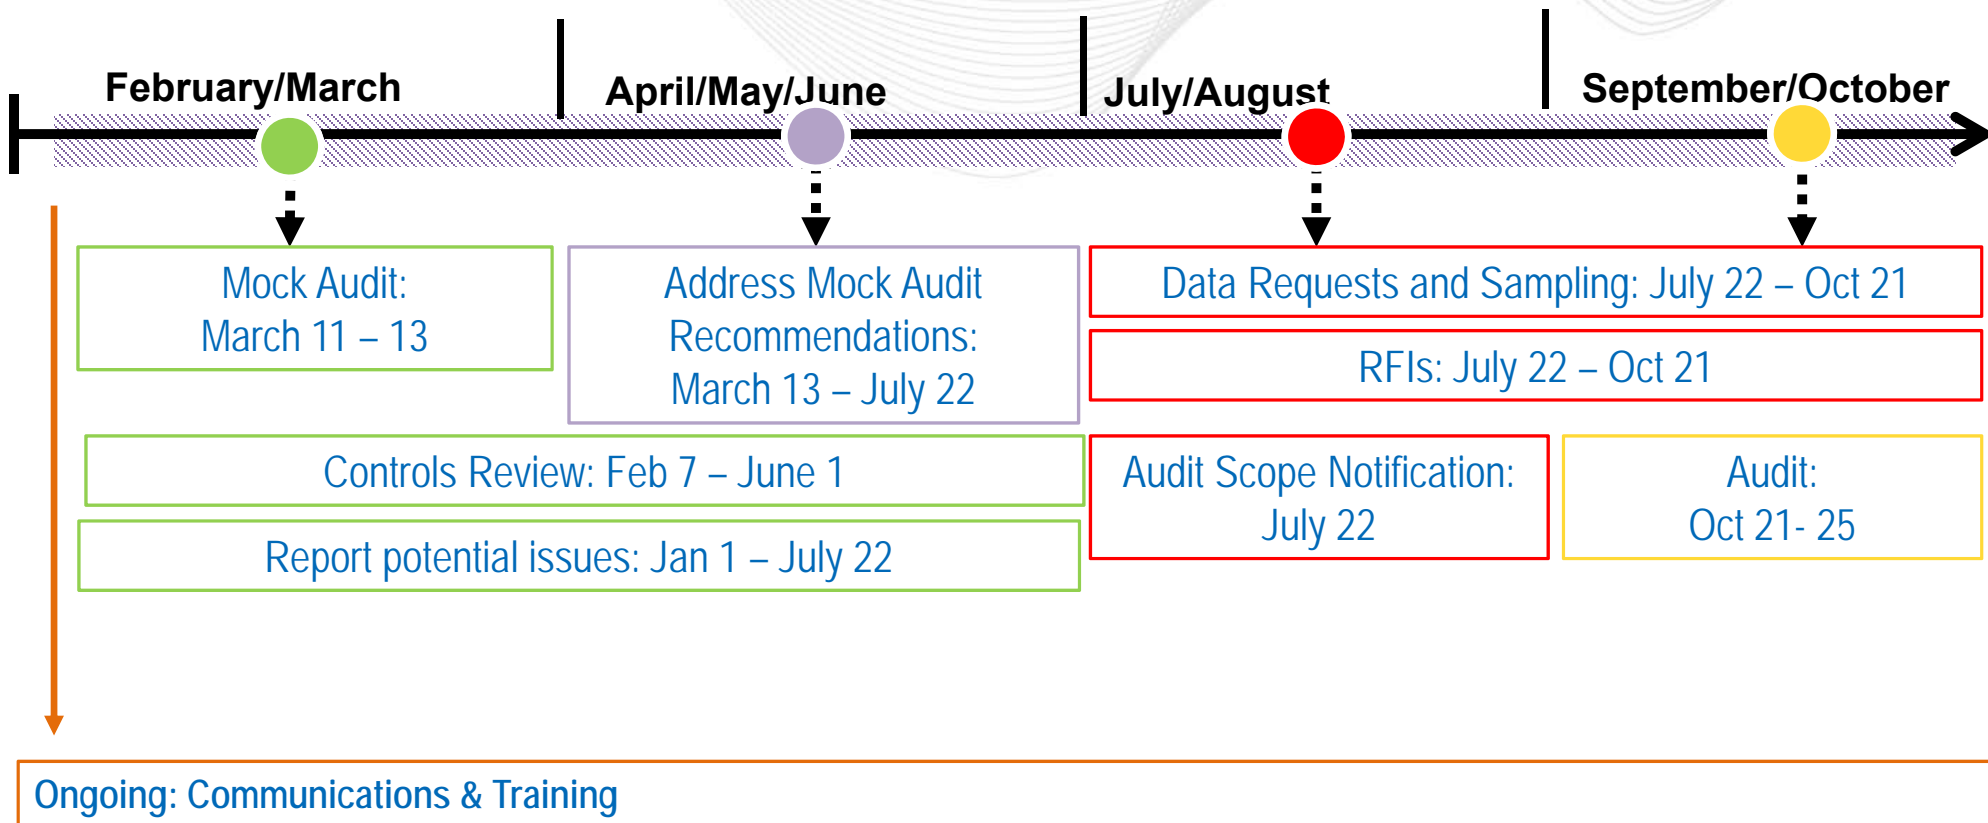 February/March
April/May/June
July/August
September/October
Mock Audit:
March 11 – 13
Address Mock Audit
Recommendations:
March 13 – July 22
Data Requests and Sampling: July 22 – Oct 21
RFIs: July 22 – Oct 21
Controls Review: Feb 7 – June 1
Audit Scope Notification:
July 22
Audit:
Oct 21- 25
Report potential issues: Jan 1 – July 22
Ongoing: Communications & Training